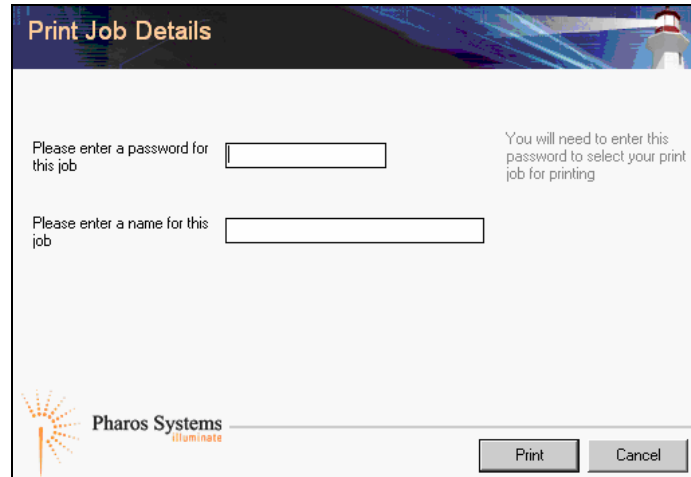 Print Job Details
Please enter a password for
this job
You will need to enter this
password to select your print
job for printing
Please enter a name for this
job
Pharos Systems
illuminate
Print
Cancel